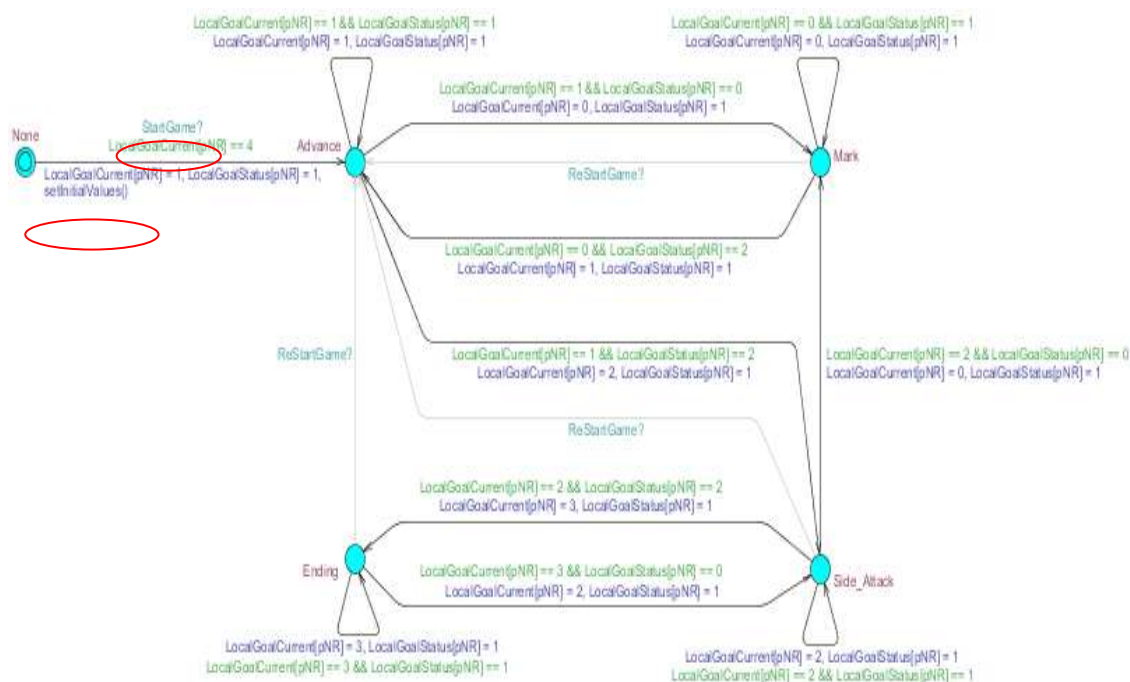 LocalGoalCurrent[pNR] == 1 && LocalGoalStatus[pNR] == 1
LocalGoalCurrent[pNR] = 1, LocalGoalStatus[pNR] = 1
LocalGoalCurrent[pNR] == 0 && LocalGoalStatus[pNR] == 1
LocalGoalCurrent[pNR] = 0, LocalGoalStatus[pNR] = 1
LocalGoalCurrent[pNR] == 1 && LocalGoalStatus[pNR] == 0
LocalGoalCurrent[pNR] = 0, LocalGoalStatus[pNR] = 1
None
StartGame?
LocalGoalCurrent[pNR] == 4
Advance
Mark
LocalGoalCurrent[pNR] = 1, LocalGoalStatus[pNR] = 1,
setInitialValues()
ReStartGame?
LocalGoalCurrent[pNR] == 0 && LocalGoalStatus[pNR] == 2
LocalGoalCurrent[pNR] = 1, LocalGoalStatus[pNR] = 1
ReStartGame?
LocalGoalCurrent[pNR] == 1 && LocalGoalStatus[pNR] == 2
LocalGoalCurrent[pNR] = 2, LocalGoalStatus[pNR] = 1
LocalGoalCurrent[pNR] == 2 && LocalGoalStatus[pNR] == 0
LocalGoalCurrent[pNR] = 0, LocalGoalStatus[pNR] = 1
ReStartGame?
LocalGoalCurrent[pNR] == 2 && LocalGoalStatus[pNR] == 2
LocalGoalCurrent[pNR] = 3, LocalGoalStatus[pNR] = 1
Ending
LocalGoalCurrent[pNR] == 3 && LocalGoalStatus[pNR] == 0
LocalGoalCurrent[pNR] = 2, LocalGoalStatus[pNR] = 1
Side_Attack
LocalGoalCurrent[pNR] = 3, LocalGoalStatus[pNR] = 1
LocalGoalCurrent[pNR] == 3 && LocalGoalStatus[pNR] == 1
LocalGoalCurrent[pNR] = 2, LocalGoalStatus[pNR] = 1
LocalGoalCurrent[pNR] == 2 && LocalGoalStatus[pNR] == 1